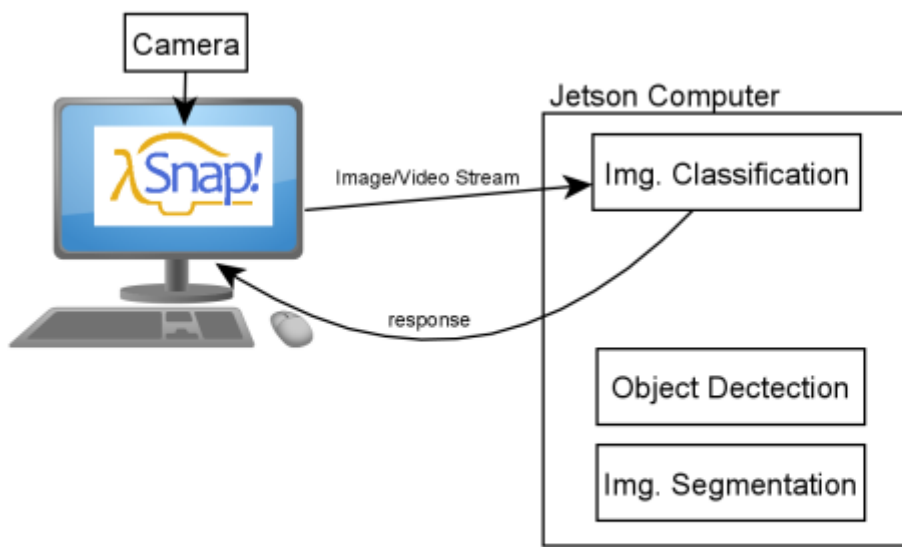 Camera
Jetson Computer
λSnap!
Image/Video Stream
Img. Classification
response
Object Dectection
Img. Segmentation